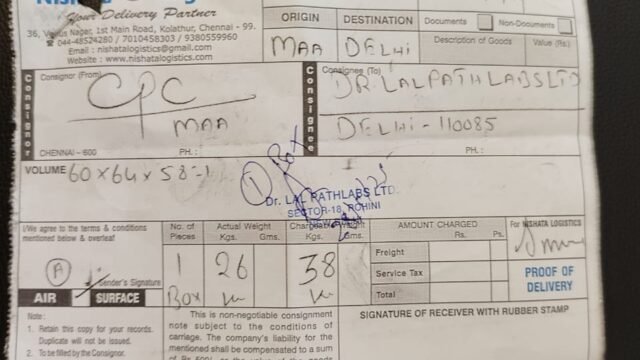 Your Delivery Partner
36, Venus Nagar, 1st Main Road, Kolathur, Chennai - 99.
044-48524280 / 7010458303 / 9380559960
Email : nishatalogistics@gmail.com
Website : www.nishatalogistics.com
ORIGIN
MAA
DESTINATION
DELHI
Documents
Non-Documents
Description of Goods
Value (Rs.)
Consignor
Consignor (From)
CPC
MAA
CHENNAI - 600
PH. :
Consignee
Consignee (To)
DR. LAL PATHLABS LTD
DELHI - 110085
PH. :
VOLUME
60 x 64 x 58 - 1
1 Box
Dr. LAL PATHLABS LTD.
SECTOR-18, ROHINI
I/We agree to the terms & conditions
mentioned below & overleaf
A
Sender's Signature
AIR
SURFACE
No. of
Pieces
1
Box
Actual Weight
Kgs.
Gms.
26
Chargeable Weight
Kgs.
Gms.
38
AMOUNT CHARGED
Rs.
Ps.
Freight
Service Tax
Total
For NISHATA LOGISTICS
PROOF OF
DELIVERY
Note :
1. Retain this copy for your records.
Duplicate will not be issued.
2. To be filled by the Consignor.
This is non-negotiable consignment
note subject to the conditions of
carriage. The company's liability for the
mentioned shall be compensated to a sum
SIGNATURE OF RECEIVER WITH RUBBER STAMP